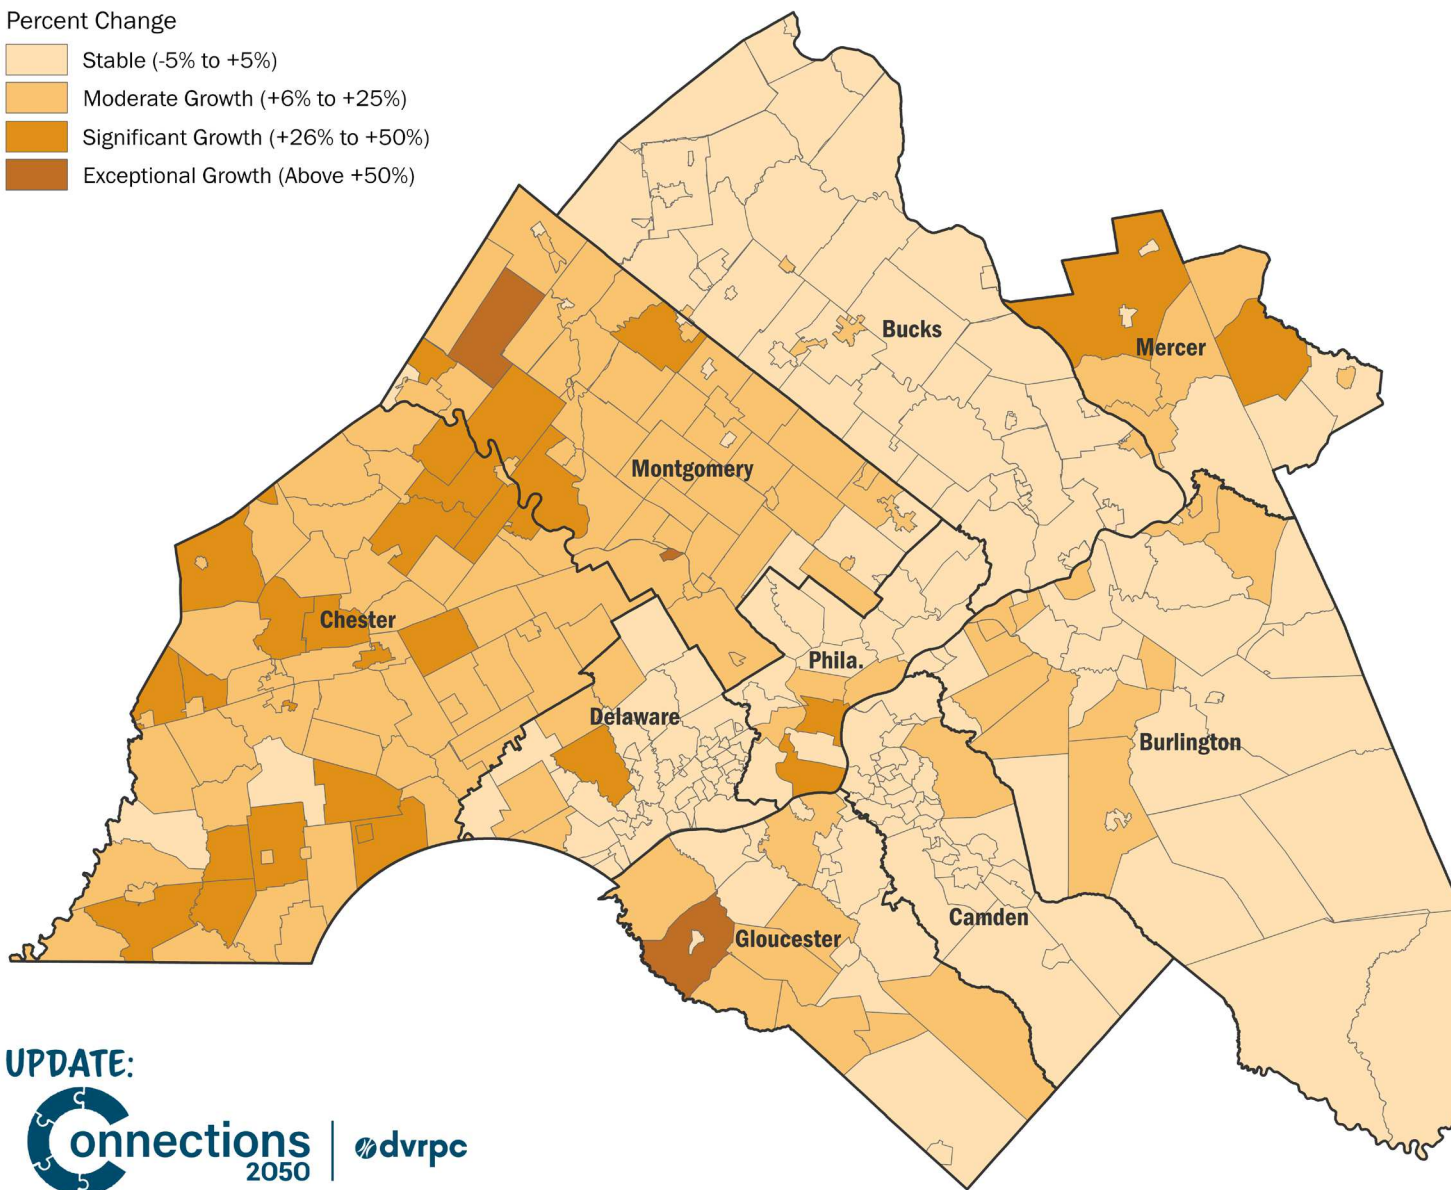 Percent Change
Stable (-5% to +5%)
Moderate Growth (+6% to +25%)
Significant Growth (+26% to +50%)
Exceptional Growth (Above +50%)
Bucks
Mercer
Montgomery
Chester
Phila.
Delaware
Burlington
Camden
Gloucester
UPDATE:
Connections
2050
dvrpc